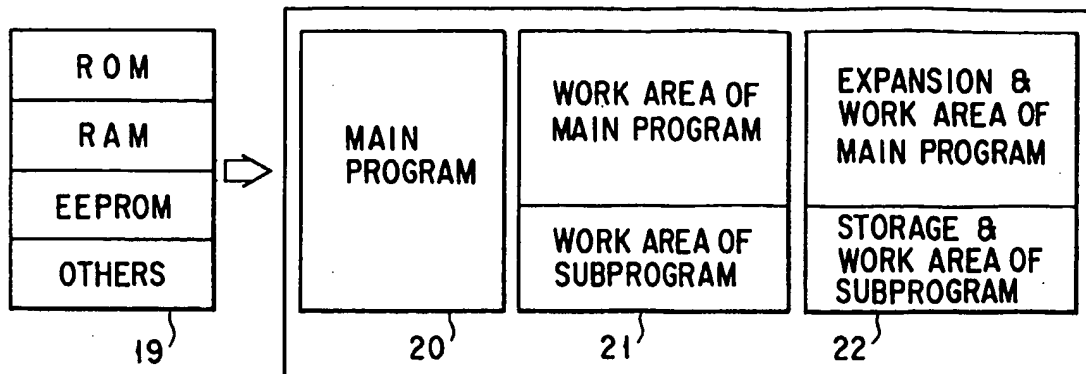 ROM
RAM
EEPROM
OTHERS
19
MAIN
PROGRAM
20
WORK AREA OF
MAIN PROGRAM
WORK AREA OF
SUBPROGRAM
21
EXPANSION &
WORK AREA OF
MAIN PROGRAM
STORAGE &
WORK AREA OF
SUBPROGRAM
22